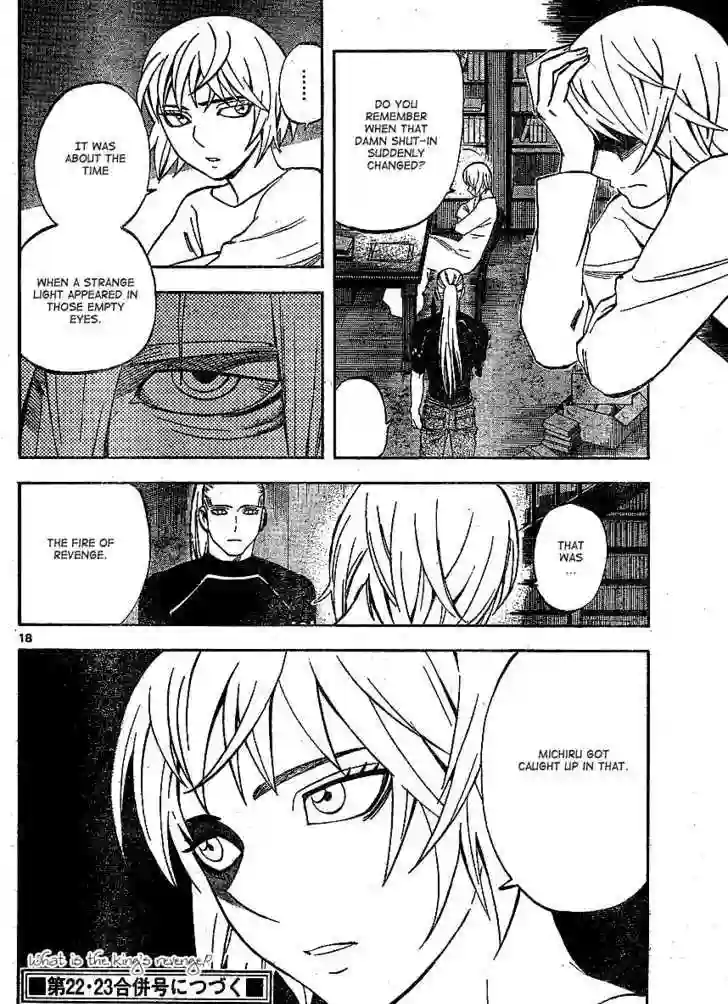 DO YOU
REMEMBER
WHEN THAT
DAMN SHUT-IN
SUDDENLY
CHANGED?
......
IT WAS
ABOUT THE
TIME
WHEN A STRANGE
LIGHT APPEARED IN
THOSE EMPTY
EYES.
THAT
WAS
...
THE FIRE OF
REVENGE.
18
MICHIRU GOT
CAUGHT UP IN THAT.
What is the king's revenge?
■第22・23合併号につづく■